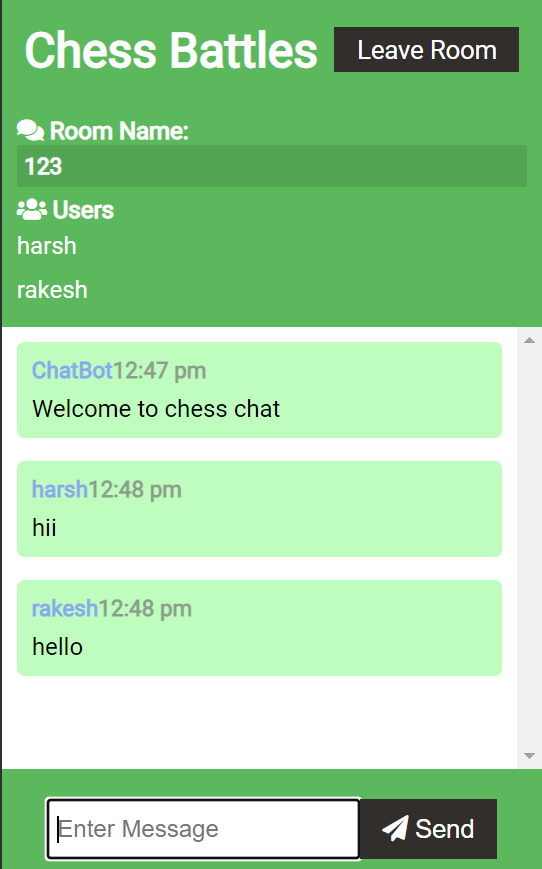 Chess Battles
Leave Room
Room Name:
123
Users
harsh
rakesh
ChatBot12:47 pm
Welcome to chess chat
harsh12:48 pm
hii
rakesh12:48 pm
hello
Enter Message
Send